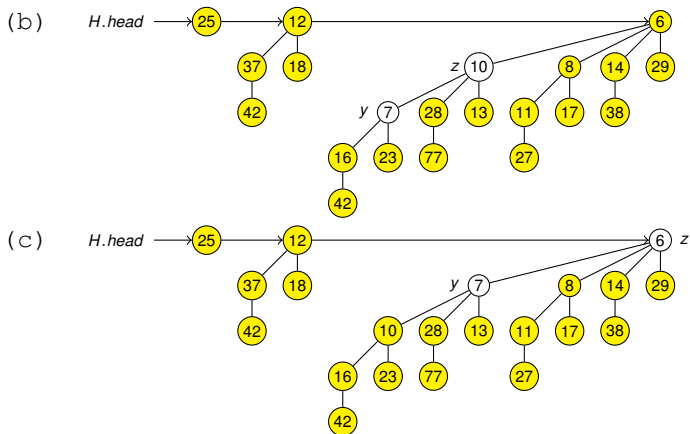 (b) H.head 25 12 6
37 18 z 10 8 14 29
42 y 7 28 13 11 17 38
16 23 77 27
42
(c) H.head 25 12 6 z
37 18 y 7 8 14 29
42 10 28 13 11 17 38
16 23 77 27
42